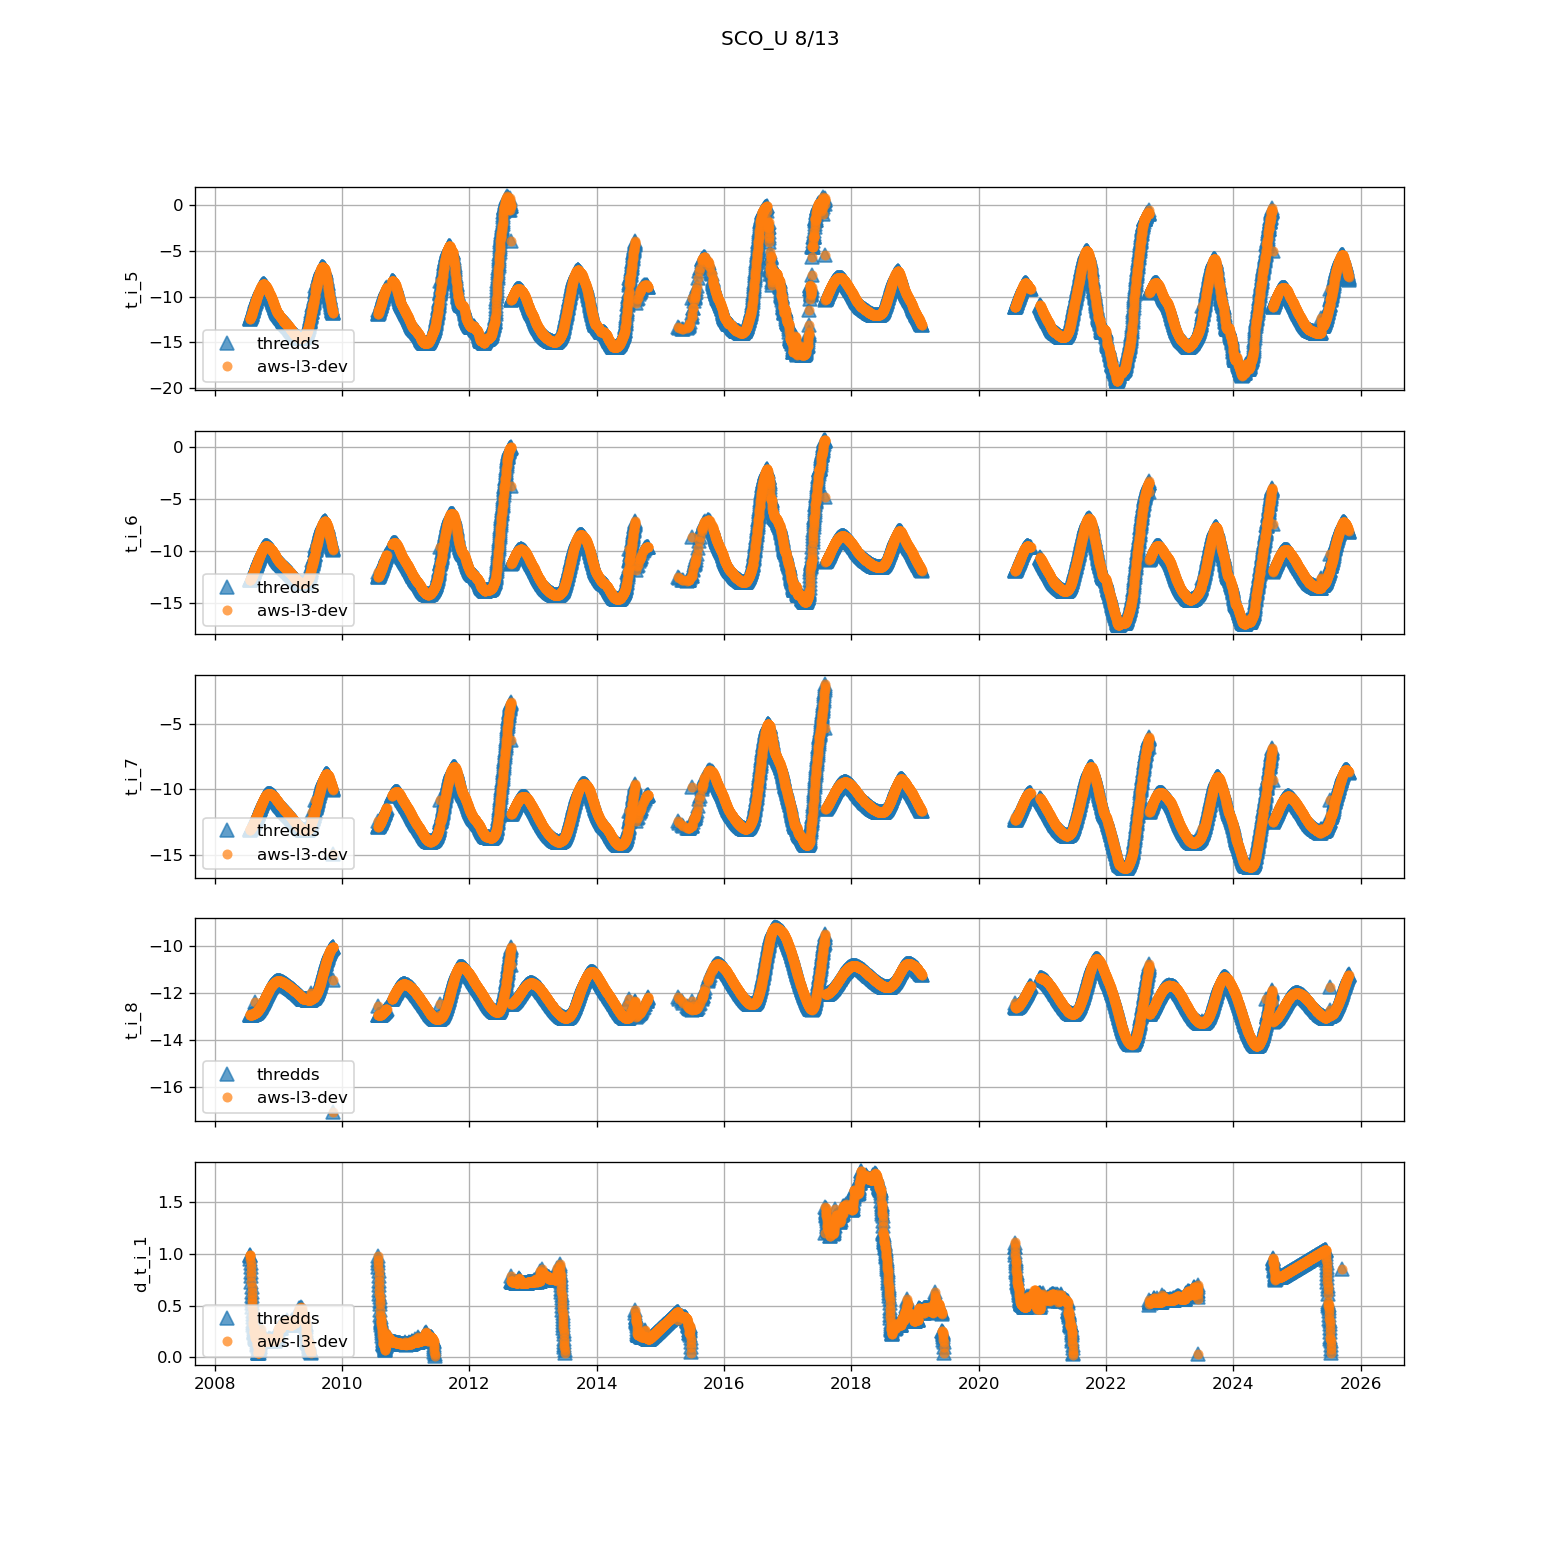 SCO_U 8/13
t_i_5
0
−5
−10
−15
−20
thredds
aws-l3-dev
t_i_6
0
−5
−10
−15
thredds
aws-l3-dev
t_i_7
−5
−10
−15
thredds
aws-l3-dev
t_i_8
−10
−12
−14
−16
thredds
aws-l3-dev
d_t_i_1
1.5
1.0
0.5
0.0
thredds
aws-l3-dev
2008 2010 2012 2014 2016 2018 2020 2022 2024 2026